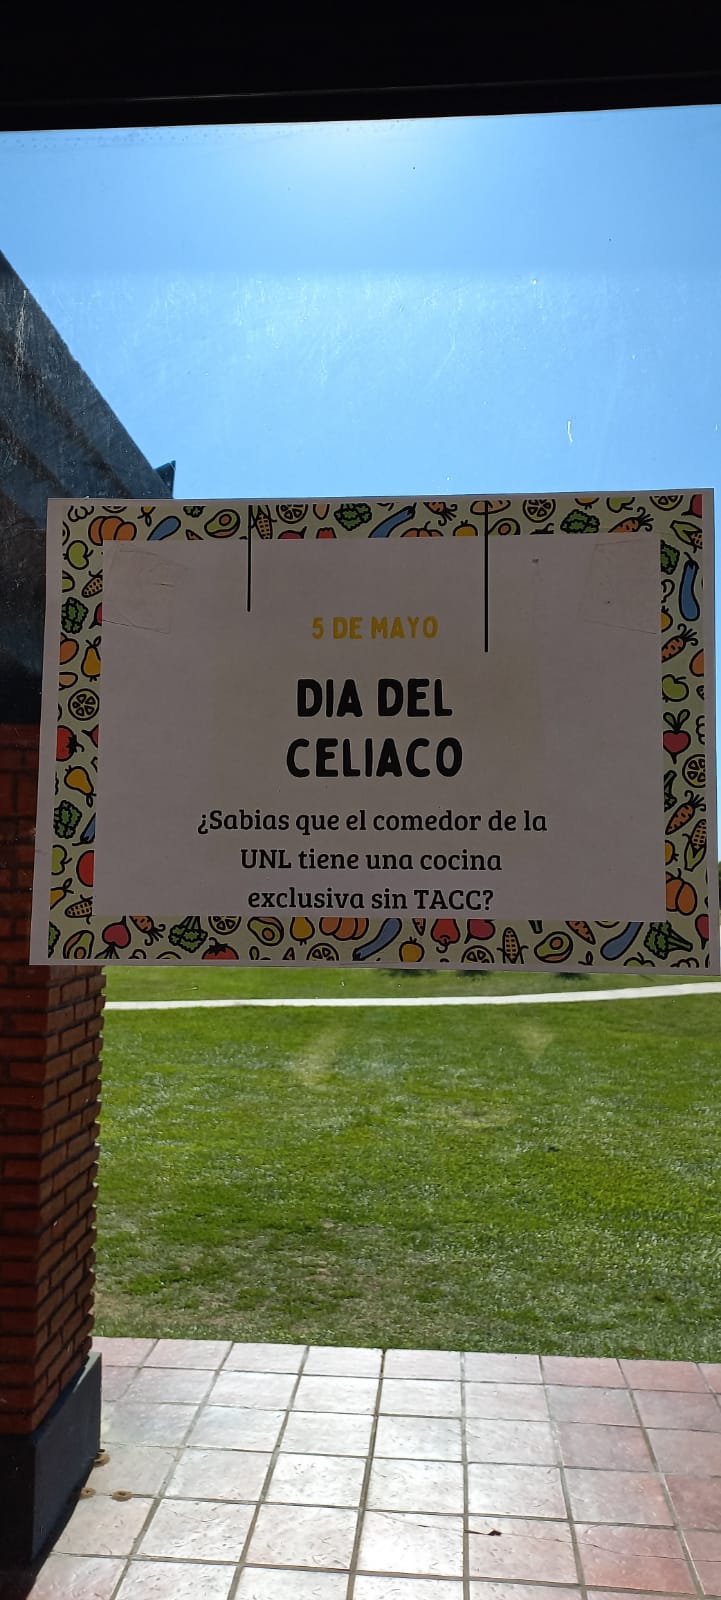 5 DE MAYO
DIA DEL
CELIACO
¿Sabias que el comedor de la
UNL tiene una cocina
exclusiva sin TACC?